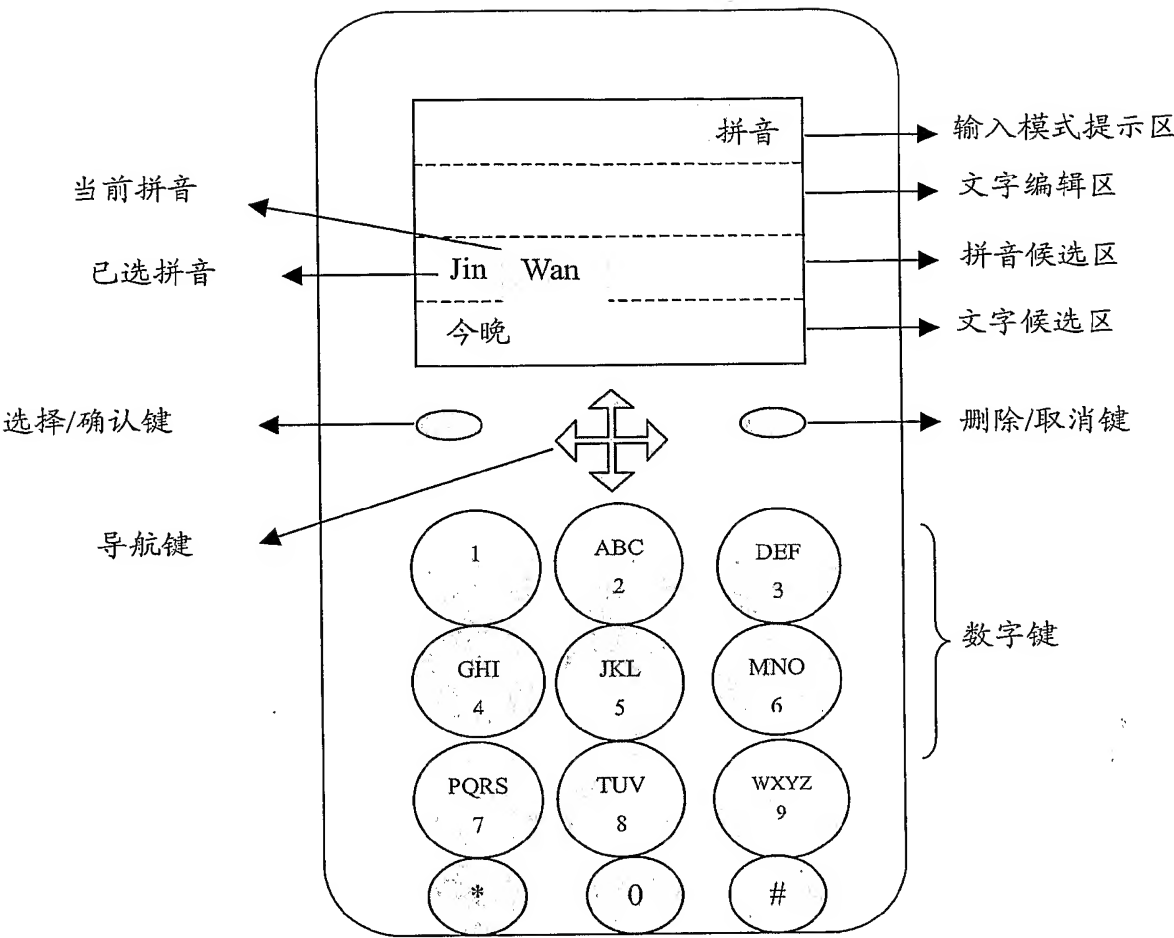 拼音
输入模式提示区
当前拼音
文字编辑区
已选拼音
Jin Wan
拼音候选区
今晚
文字候选区
选择/确认键
删除/取消键
导航键
1
ABC
2
DEF
3
数字键
GHI
4
JKL
5
MNO
6
PQRS
7
TUV
8
WXYZ
9
*
0
#